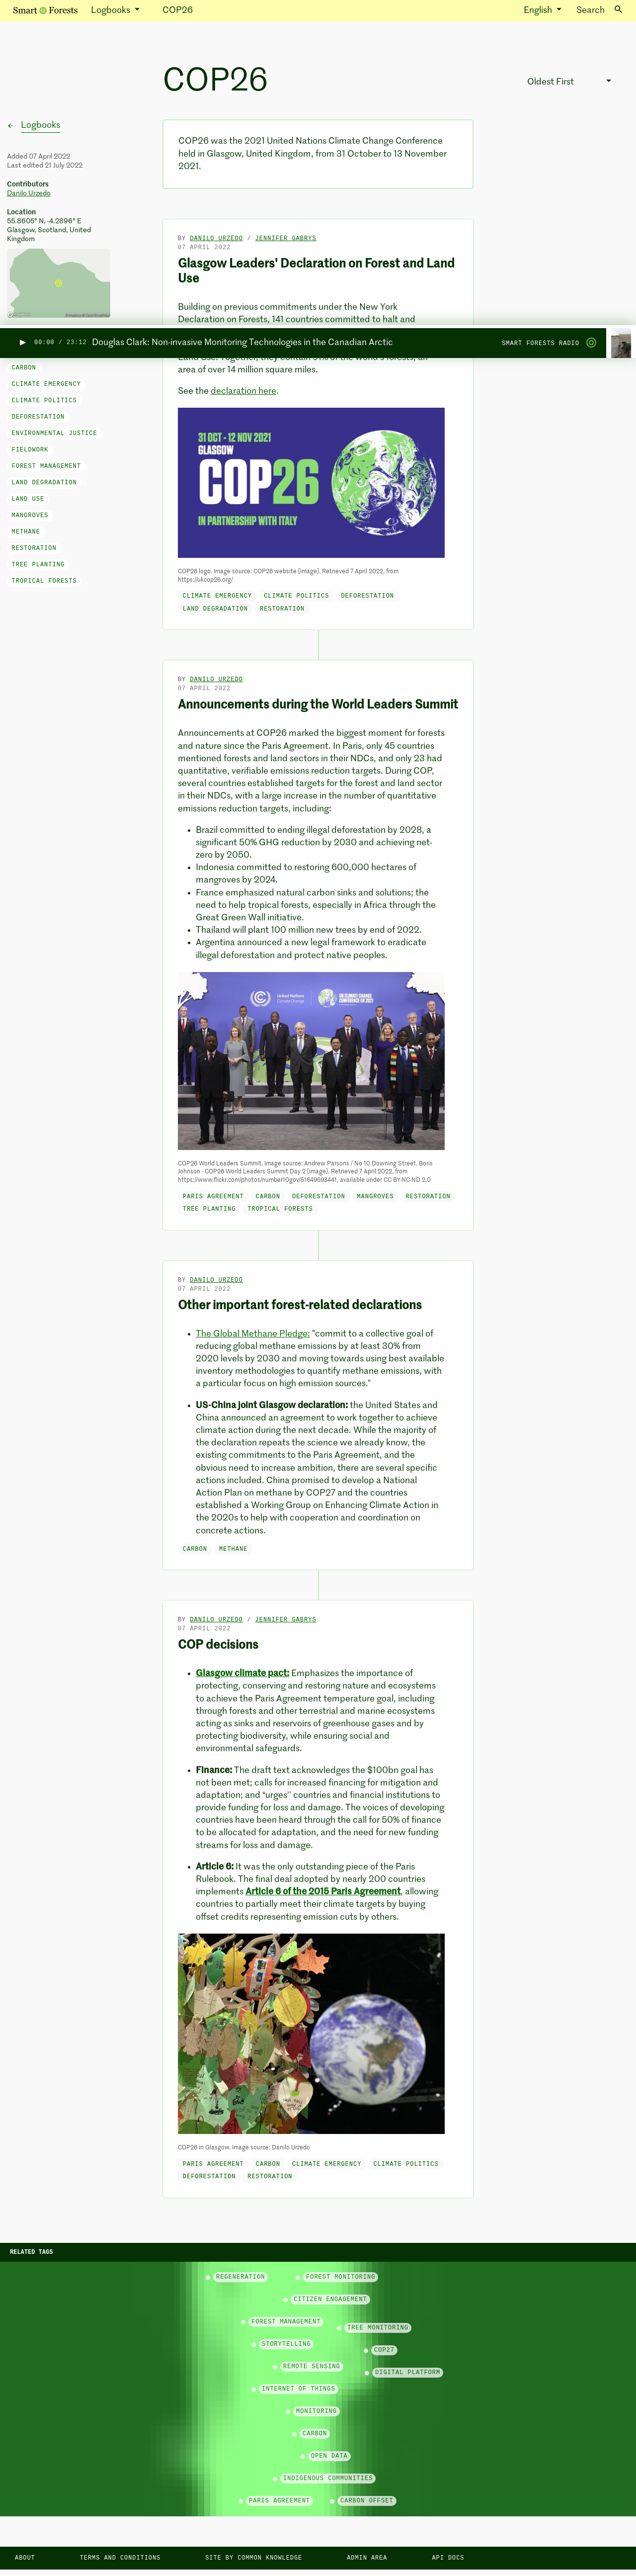 Smart Forests Logbooks COP26 English Search
COP26
Oldest First
Logbooks
Added 07 April 2022
Last edited 21 July 2022
Contributors
Danilo Urzedo
Location
55.8605° N, -4.2896° E
Glasgow, Scotland, United
Kingdom
COP26 was the 2021 United Nations Climate Change Conference
held in Glasgow, United Kingdom, from 31 October to 13 November
2021.
BY DANILO URZEDO / JENNIFER GABRYS
07 APRIL 2022
Glasgow Leaders' Declaration on Forest and Land
Use
Building on previous commitments under the New York
Declaration on Forests, 141 countries committed to halt and
00:00 / 23:12 Douglas Clark: Non-invasive Monitoring Technologies in the Canadian Arctic
SMART FORESTS RADIO
area of over 14 million square miles.
See the declaration here.
CARBON
CLIMATE EMERGENCY
CLIMATE POLITICS
DEFORESTATION
ENVIRONMENTAL JUSTICE
FIELDWORK
FOREST MANAGEMENT
LAND DEGRADATION
LAND USE
MANGROVES
METHANE
RESTORATION
TREE PLANTING
TROPICAL FORESTS
31 OCT - 12 NOV 2021
GLASGOW
COP26
IN PARTNERSHIP WITH ITALY
COP26 logo. Image source: COP26 website [image]. Retrieved 7 April 2022, from
https://ukcop26.org/
CLIMATE EMERGENCY CLIMATE POLITICS DEFORESTATION
LAND DEGRADATION RESTORATION
BY DANILO URZEDO
07 APRIL 2022
Announcements during the World Leaders Summit
Announcements at COP26 marked the biggest moment for forests
and nature since the Paris Agreement. In Paris, only 45 countries
mentioned forests and land sectors in their NDCs, and only 23 had
quantitative, verifiable emissions reduction targets. During COP,
several countries established targets for the forest and land sector
in their NDCs, with a large increase in the number of quantitative
emissions reduction targets, including:
Brazil committed to ending illegal deforestation by 2028, a
significant 50% GHG reduction by 2030 and achieving net-
zero by 2050.
Indonesia committed to restoring 600,000 hectares of
mangroves by 2024.
France emphasized natural carbon sinks and solutions; the
need to help tropical forests, especially in Africa through the
Great Green Wall initiative.
Thailand will plant 100 million new trees by end of 2022.
Argentina announced a new legal framework to eradicate
illegal deforestation and protect native peoples.
COP26 World Leaders Summit. Image source: Andrew Parsons / No 10 Downing Street. Boris
Johnson - COP26 World Leaders Summit Day 2 [image]. Retrieved 7 April 2022, from
https://www.flickr.com/photos/number10gov/51649593441, available under CC BY-NC-ND 2.0
PARIS AGREEMENT CARBON DEFORESTATION MANGROVES RESTORATION
TREE PLANTING TROPICAL FORESTS
BY DANILO URZEDO
07 APRIL 2022
Other important forest-related declarations
The Global Methane Pledge: "commit to a collective goal of
reducing global methane emissions by at least 30% from
2020 levels by 2030 and moving towards using best available
inventory methodologies to quantify methane emissions, with
a particular focus on high emission sources."
US-China joint Glasgow declaration: the United States and
China announced an agreement to work together to achieve
climate action during the next decade. While the majority of
the declaration repeats the science we already know, the
existing commitments to the Paris Agreement, and the
obvious need to increase ambition, there are several specific
actions included. China promised to develop a National
Action Plan on methane by COP27 and the countries
established a Working Group on Enhancing Climate Action in
the 2020s to help with cooperation and coordination on
concrete actions.
CARBON METHANE
BY DANILO URZEDO / JENNIFER GABRYS
07 APRIL 2022
COP decisions
Glasgow climate pact: Emphasizes the importance of
protecting, conserving and restoring nature and ecosystems
to achieve the Paris Agreement temperature goal, including
through forests and other terrestrial and marine ecosystems
acting as sinks and reservoirs of greenhouse gases and by
protecting biodiversity, while ensuring social and
environmental safeguards.
Finance: The draft text acknowledges the $100bn goal has
not been met; calls for increased financing for mitigation and
adaptation; and "urges" countries and financial institutions to
provide funding for loss and damage. The voices of developing
countries have been heard through the call for 50% of finance
to be allocated for adaptation, and the need for new funding
streams for loss and damage.
Article 6: It was the only outstanding piece of the Paris
Rulebook. The final deal adopted by nearly 200 countries
implements Article 6 of the 2015 Paris Agreement, allowing
countries to partially meet their climate targets by buying
offset credits representing emission cuts by others.
COP26 in Glasgow. Image source: Danilo Urzedo
PARIS AGREEMENT CARBON CLIMATE EMERGENCY CLIMATE POLITICS
DEFORESTATION RESTORATION
RELATED TAGS
REGENERATION FOREST MONITORING
CITIZEN ENGAGEMENT
FOREST MANAGEMENT
TREE MONITORING
STORYTELLING
COP27
REMOTE SENSING
DIGITAL PLATFORM
INTERNET OF THINGS
MONITORING
CARBON
OPEN DATA
INDIGENOUS COMMUNITIES
PARIS AGREEMENT CARBON OFFSET
ABOUT TERMS AND CONDITIONS SITE BY COMMON KNOWLEDGE ADMIN AREA API DOCS